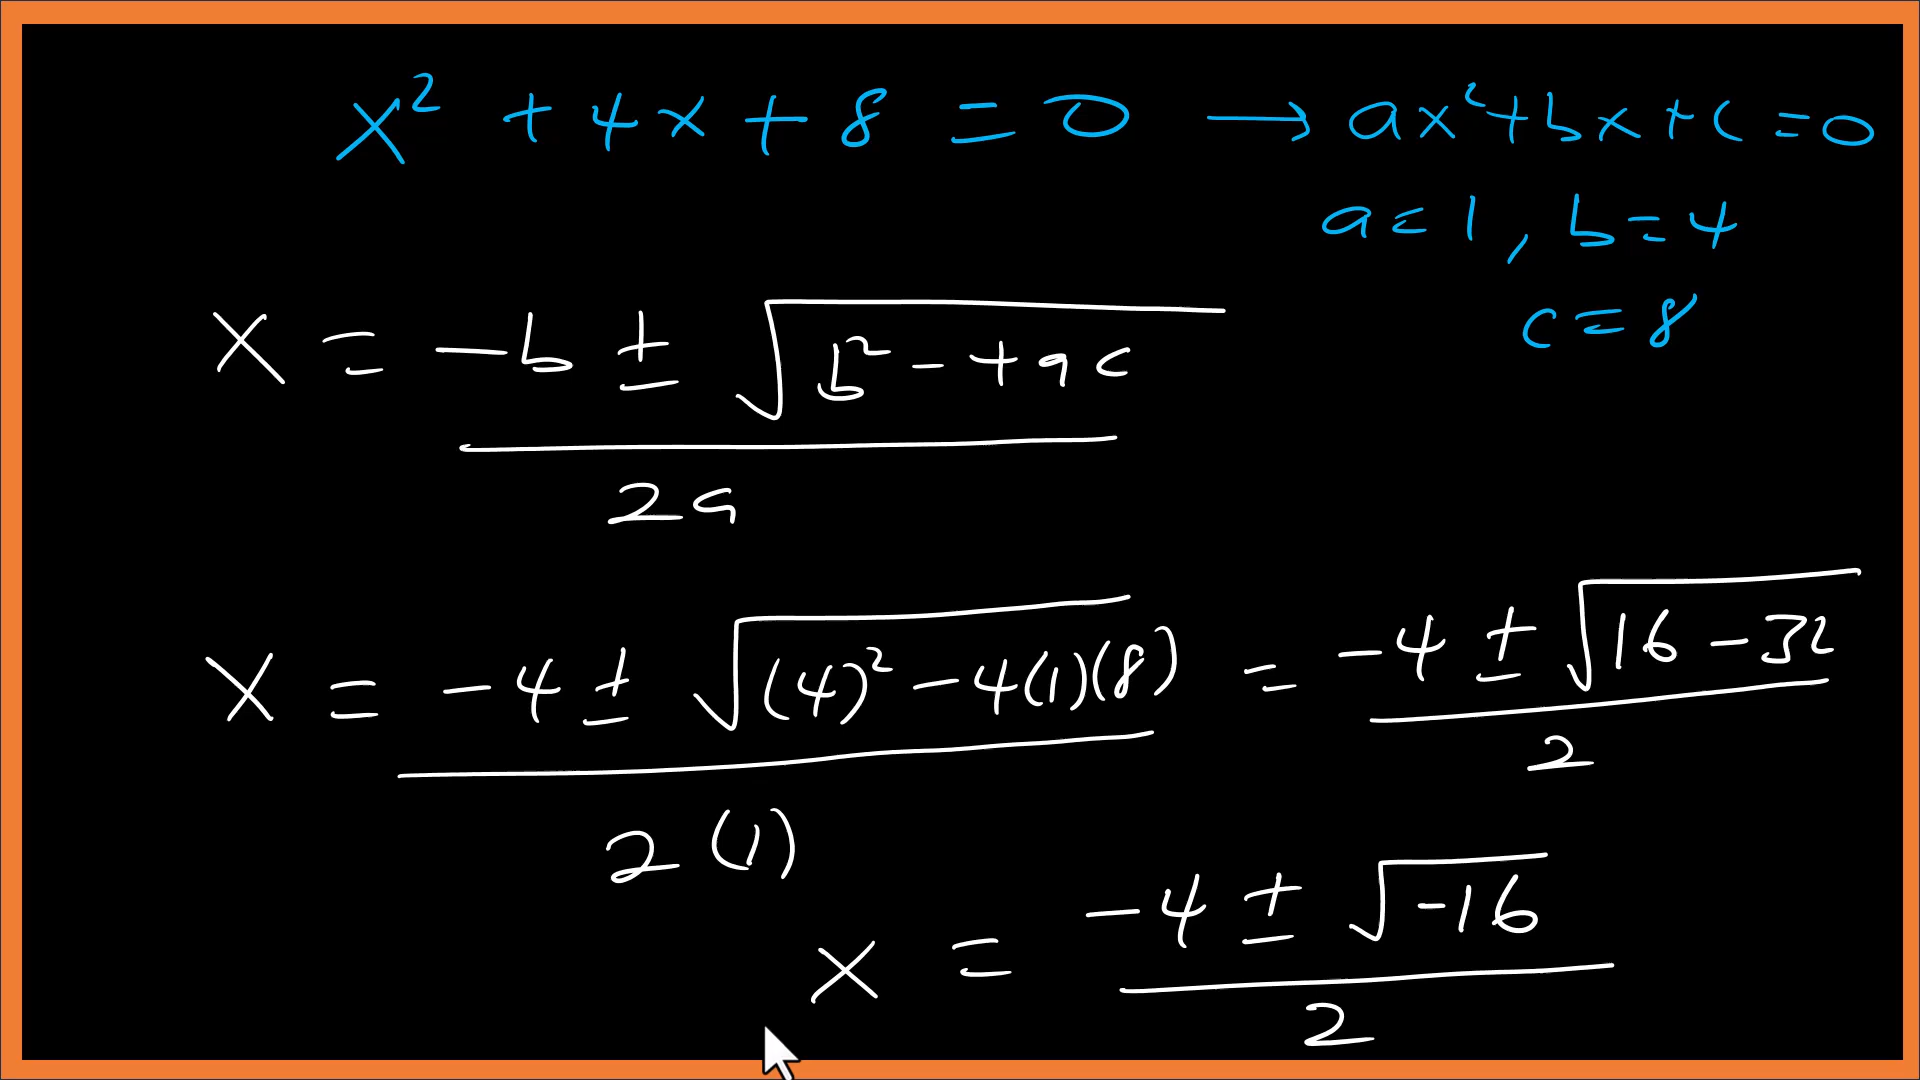 x² + 4x + 8 = 0 → ax² + bx + c = 0
a = 1, b = 4
c = 8
x = (-b ± √(b² - 4ac)) / 2a
x = (-4 ± √((4)² - 4(1)(8))) / 2(1) = (-4 ± √(16 - 32)) / 2
x = (-4 ± √(-16)) / 2